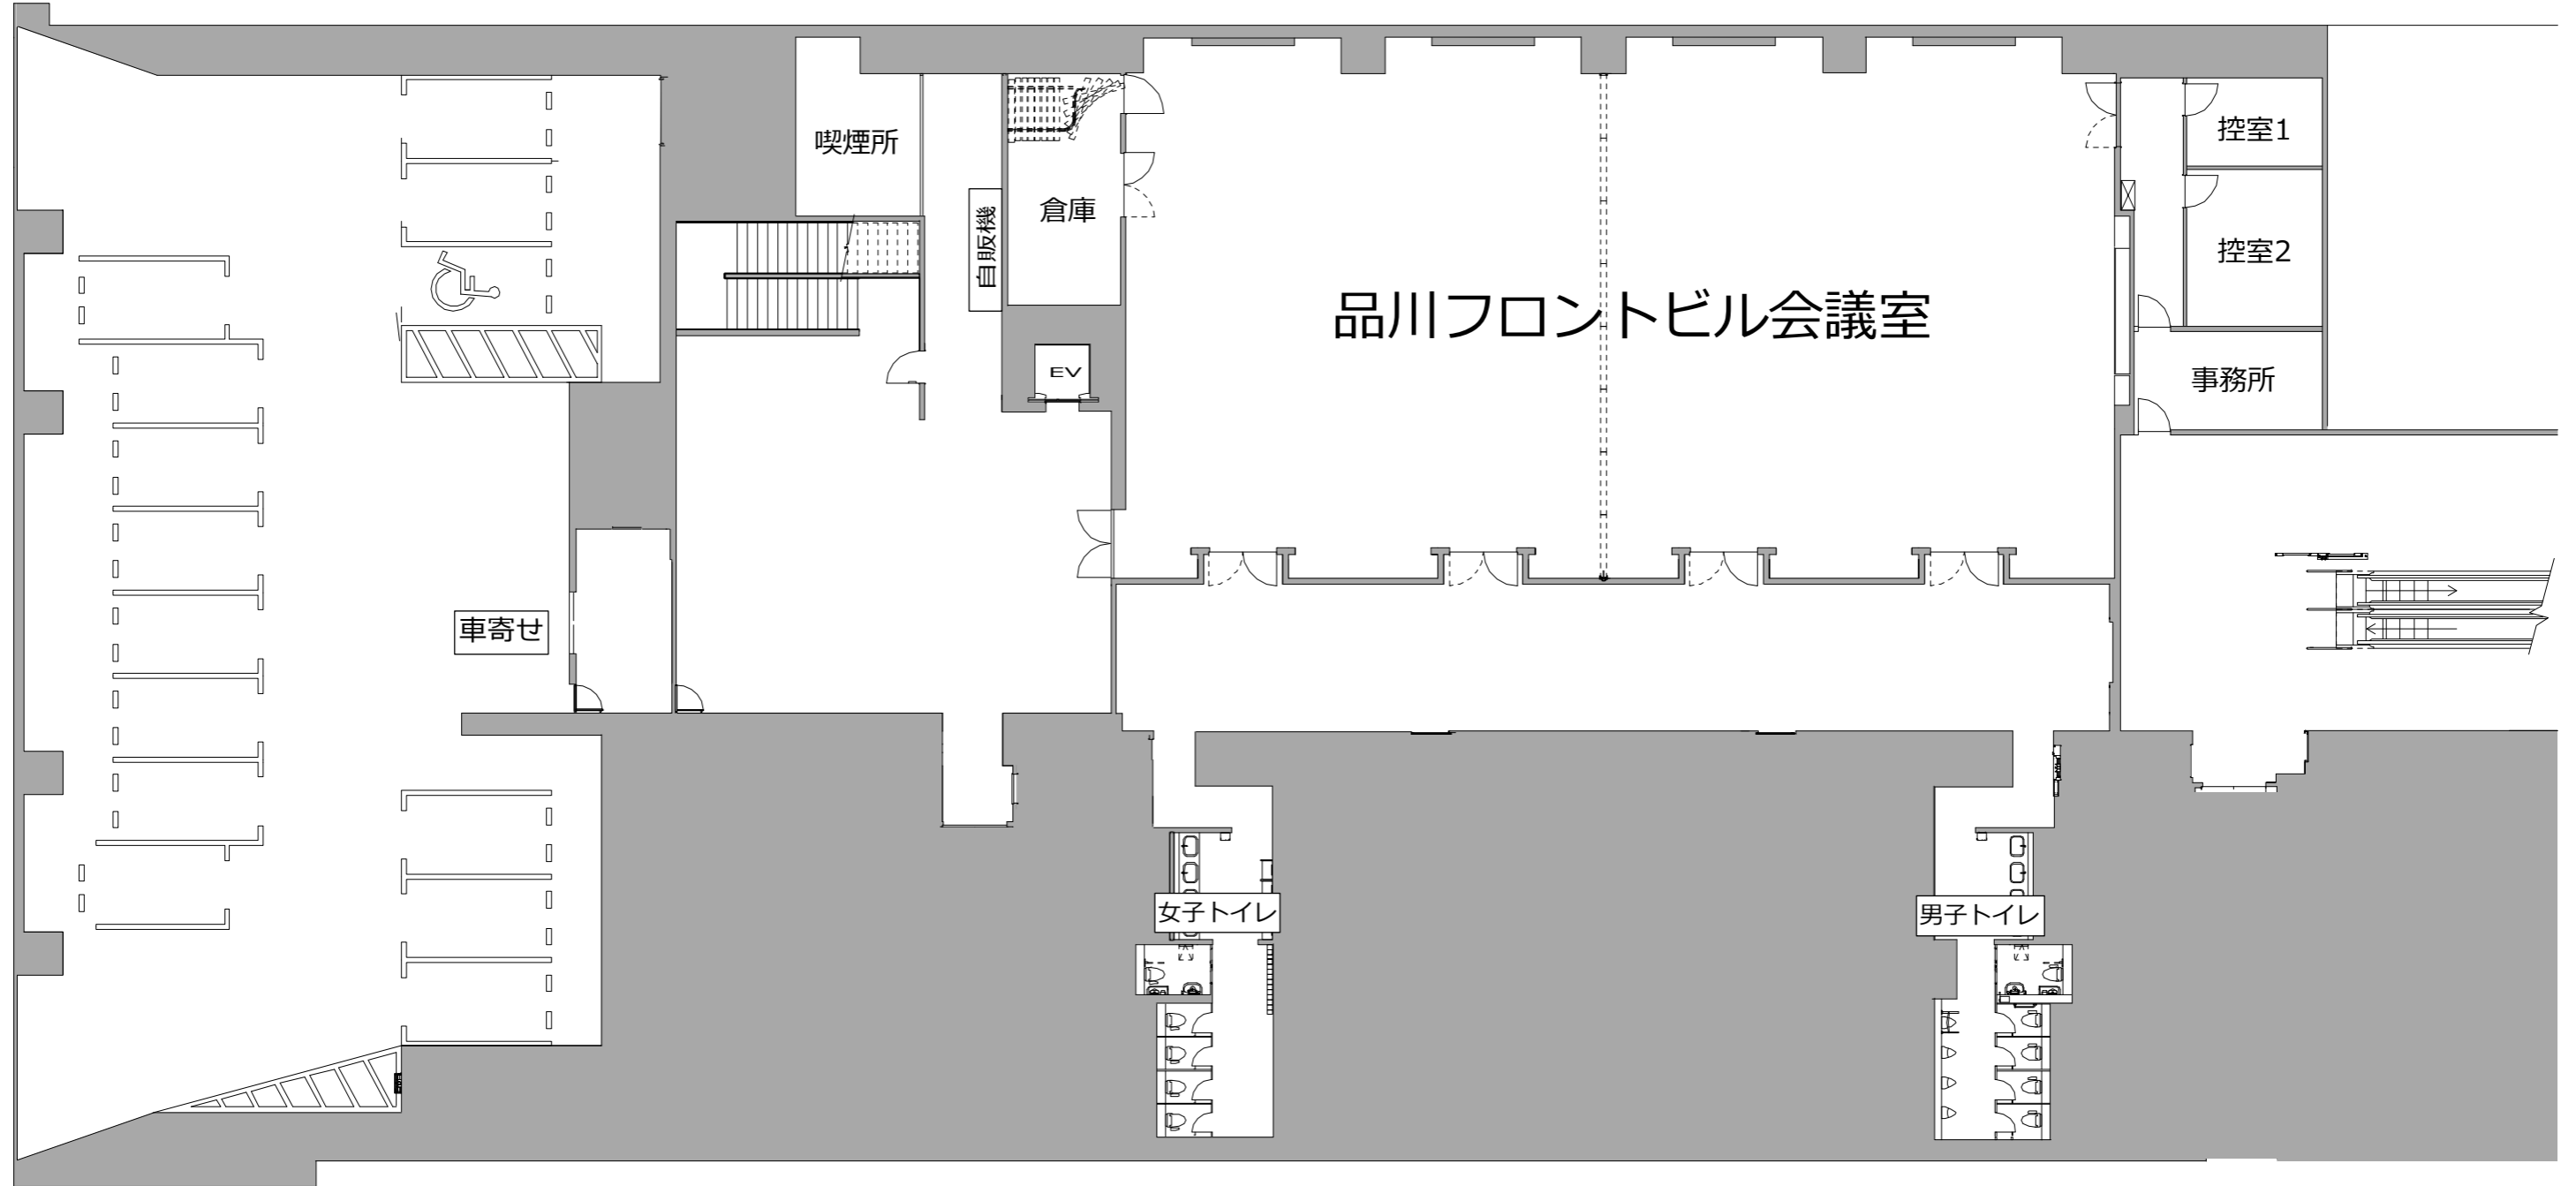 喫煙所
自販機
倉庫
EV
品川フロントビル会議室
控室1
控室2
事務所
車寄せ
女子トイレ
男子トイレ